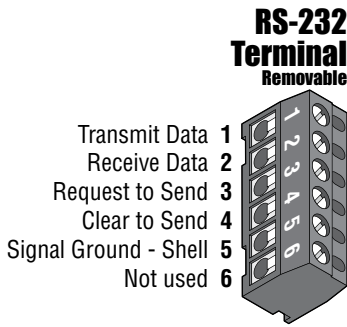 RS-232
Terminal
Removable
Transmit Data 1
Receive Data 2
Request to Send 3
Clear to Send 4
Signal Ground - Shell 5
Not used 6
1
2
3
4
5
6